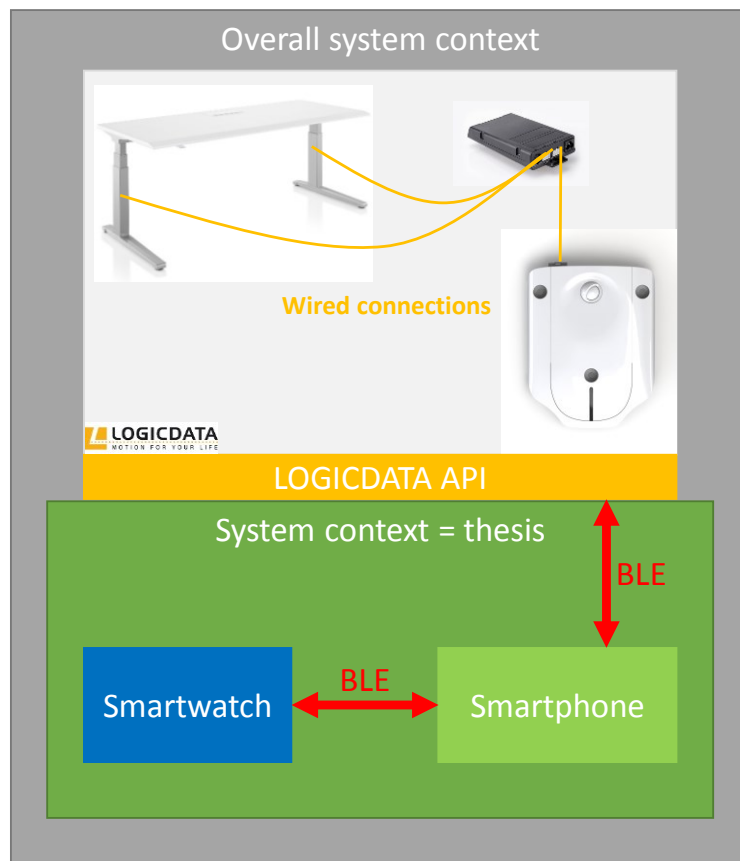 Overall system context
Wired connections
LOGICDATA
MOTION FOR YOUR LIFE
LOGICDATA API
System context = thesis
BLE
BLE
Smartwatch
Smartphone